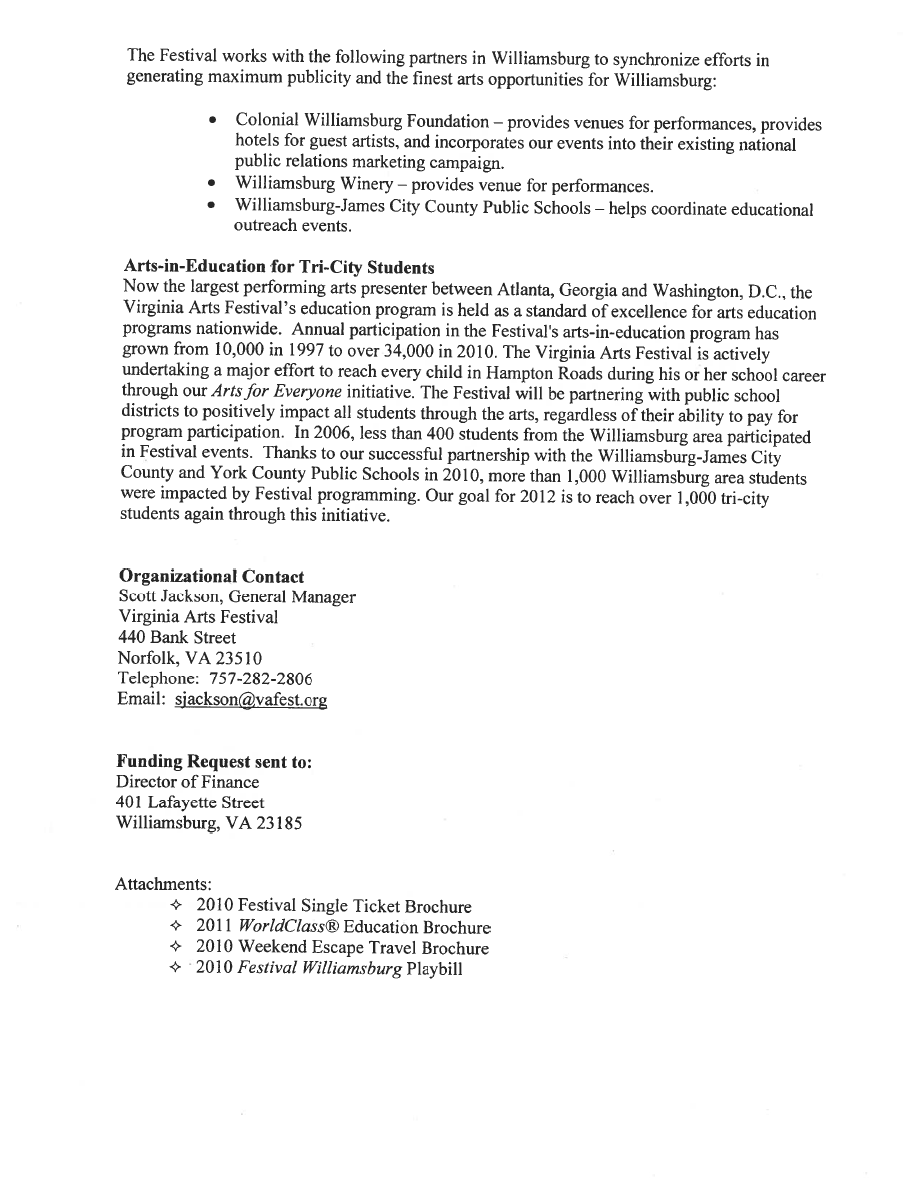 The Festival works with the following partners in Williamsburg to synchronize efforts in
generating maximum publicity and the finest arts opportunities for Williamsburg:
• Colonial Williamsburg Foundation – provides venues for performances, provides
hotels for guest artists, and incorporates our events into their existing national
public relations marketing campaign.
• Williamsburg Winery – provides venue for performances.
• Williamsburg-James City County Public Schools – helps coordinate educational
outreach events.
Arts-in-Education for Tri-City Students
Now the largest performing arts presenter between Atlanta, Georgia and Washington, D.C., the
Virginia Arts Festival's education program is held as a standard of excellence for arts education
programs nationwide. Annual participation in the Festival's arts-in-education program has
grown from 10,000 in 1997 to over 34,000 in 2010. The Virginia Arts Festival is actively
undertaking a major effort to reach every child in Hampton Roads during his or her school career
through our Arts for Everyone initiative. The Festival will be partnering with public school
districts to positively impact all students through the arts, regardless of their ability to pay for
program participation. In 2006, less than 400 students from the Williamsburg area participated
in Festival events. Thanks to our successful partnership with the Williamsburg-James City
County and York County Public Schools in 2010, more than 1,000 Williamsburg area students
were impacted by Festival programming. Our goal for 2012 is to reach over 1,000 tri-city
students again through this initiative.
Organizational Contact
Scott Jackson, General Manager
Virginia Arts Festival
440 Bank Street
Norfolk, VA 23510
Telephone: 757-282-2806
Email: sjackson@vafest.org
Funding Request sent to:
Director of Finance
401 Lafayette Street
Williamsburg, VA 23185
Attachments:
✧ 2010 Festival Single Ticket Brochure
✧ 2011 WorldClass® Education Brochure
✧ 2010 Weekend Escape Travel Brochure
✧ 2010 Festival Williamsburg Playbill